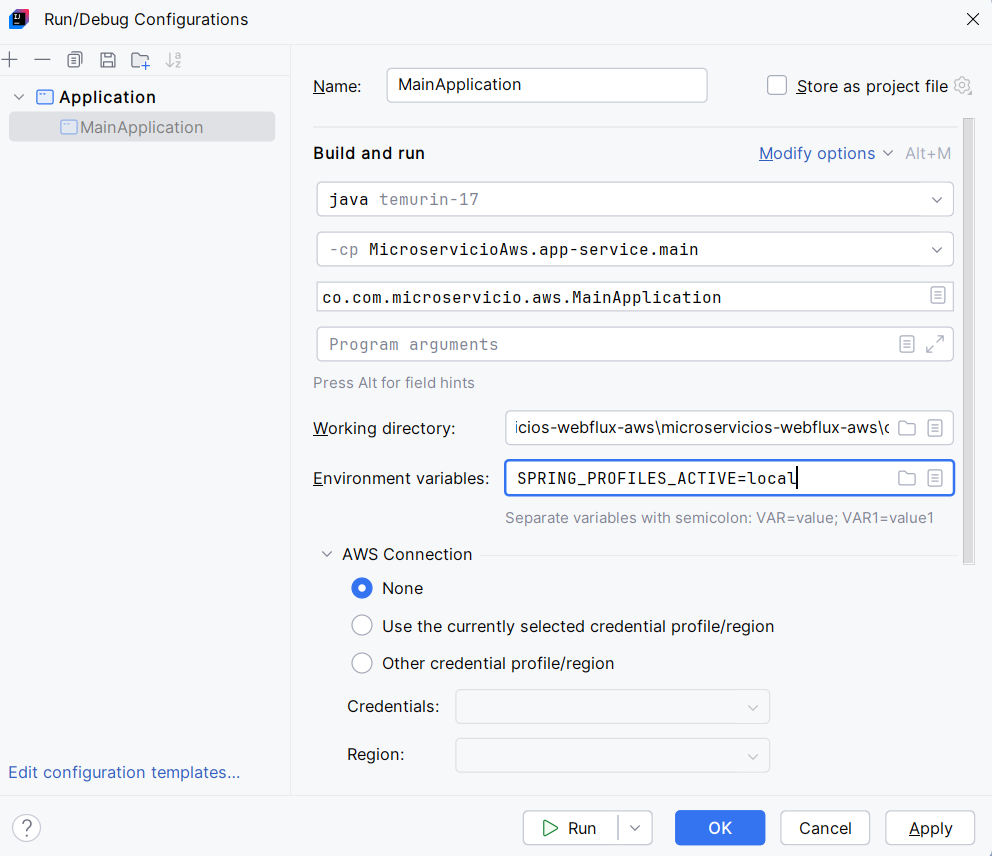 Run/Debug Configurations
Application
MainApplication
Name: MainApplication
Store as project file
Build and run
Modify options Alt+M
java temurin-17
-cp MicroservicioAws.app-service.main
co.com.microservicio.aws.MainApplication
Program arguments
Press Alt for field hints
Working directory: icios-webflux-aws\microservicios-webflux-aws\c
Environment variables: SPRING_PROFILES_ACTIVE=local
Separate variables with semicolon: VAR=value; VAR1=value1
AWS Connection
None
Use the currently selected credential profile/region
Other credential profile/region
Credentials:
Region:
Edit configuration templates...
? Run OK Cancel Apply